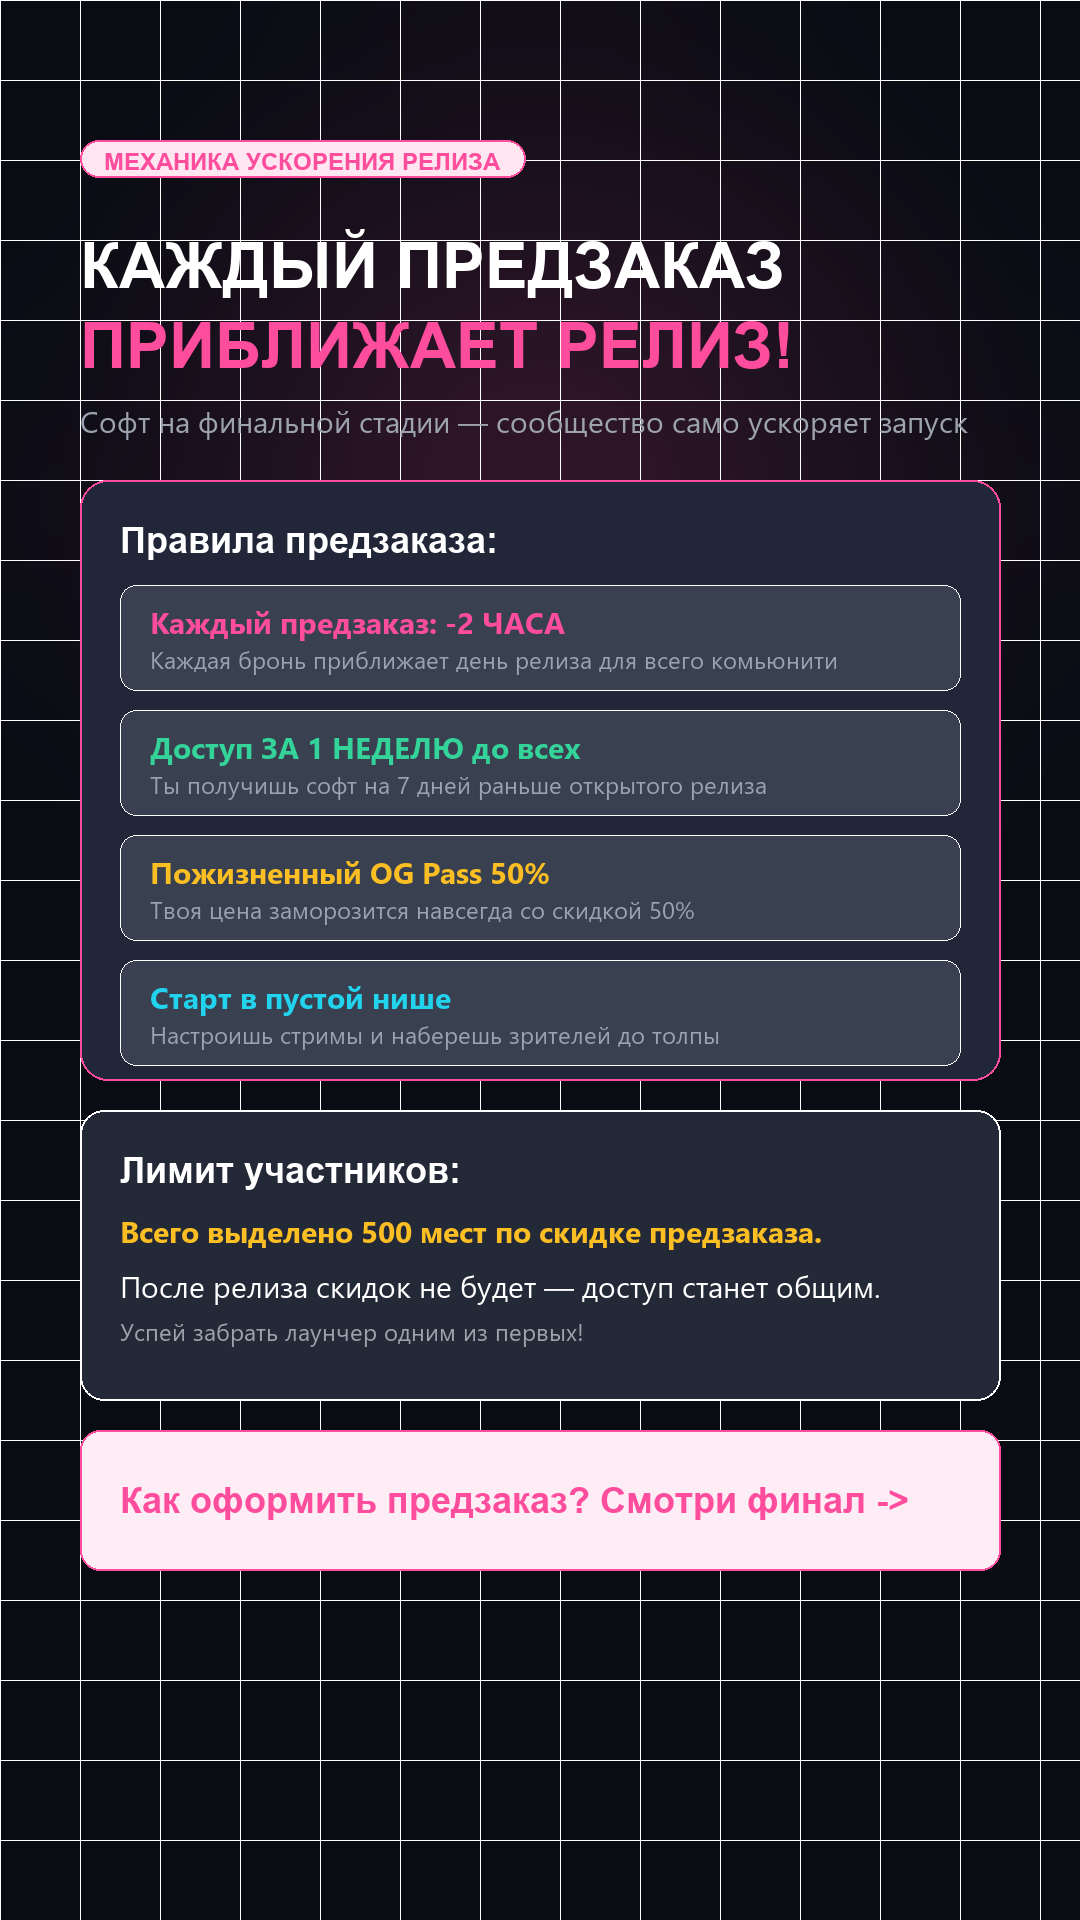 МЕХАНИКА УСКОРЕНИЯ РЕЛИЗА
КАЖДЫЙ ПРЕДЗАКАЗ
ПРИБЛИЖАЕТ РЕЛИЗ!
Софт на финальной стадии — сообщество само ускоряет запуск
Правила предзаказа:
Каждый предзаказ: -2 ЧАСА
Каждая бронь приближает день релиза для всего комьюнити
Доступ ЗА 1 НЕДЕЛЮ до всех
Ты получишь софт на 7 дней раньше открытого релиза
Пожизненный OG Pass 50%
Твоя цена заморозится навсегда со скидкой 50%
Старт в пустой нише
Настроишь стримы и наберешь зрителей до толпы
Лимит участников:
Всего выделено 500 мест по скидке предзаказа.
После релиза скидок не будет — доступ станет общим.
Успей забрать лаунчер одним из первых!
Как оформить предзаказ? Смотри финал ->